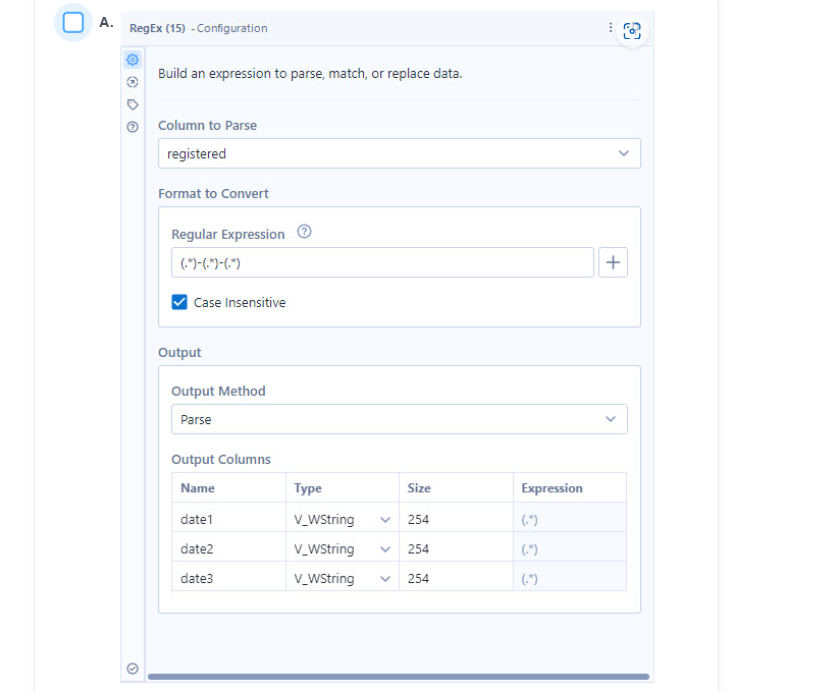 A. RegEx (15) - Configuration
Build an expression to parse, match, or replace data.
Column to Parse
registered
Format to Convert
Regular Expression
(.*)-(.*)-(.*)
Case Insensitive
Output
Output Method
Parse
Output Columns
Name Type Size Expression
date1 V_WString 254 (.*)
date2 V_WString 254 (.*)
date3 V_WString 254 (.*)